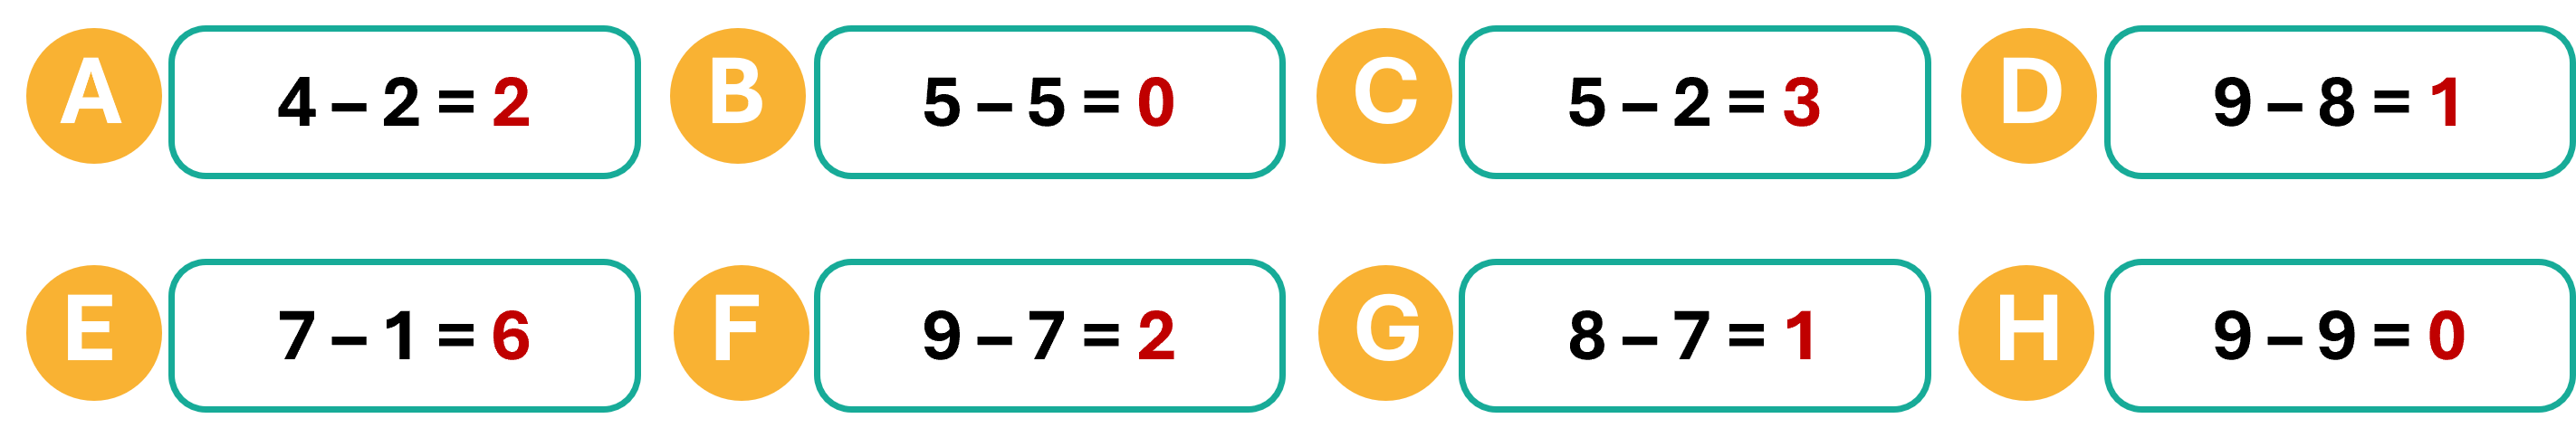 A 4 – 2 = 2 B 5 – 5 = 0 C 5 – 2 = 3 D 9 – 8 = 1
E 7 – 1 = 6 F 9 – 7 = 2 G 8 – 7 = 1 H 9 – 9 = 0